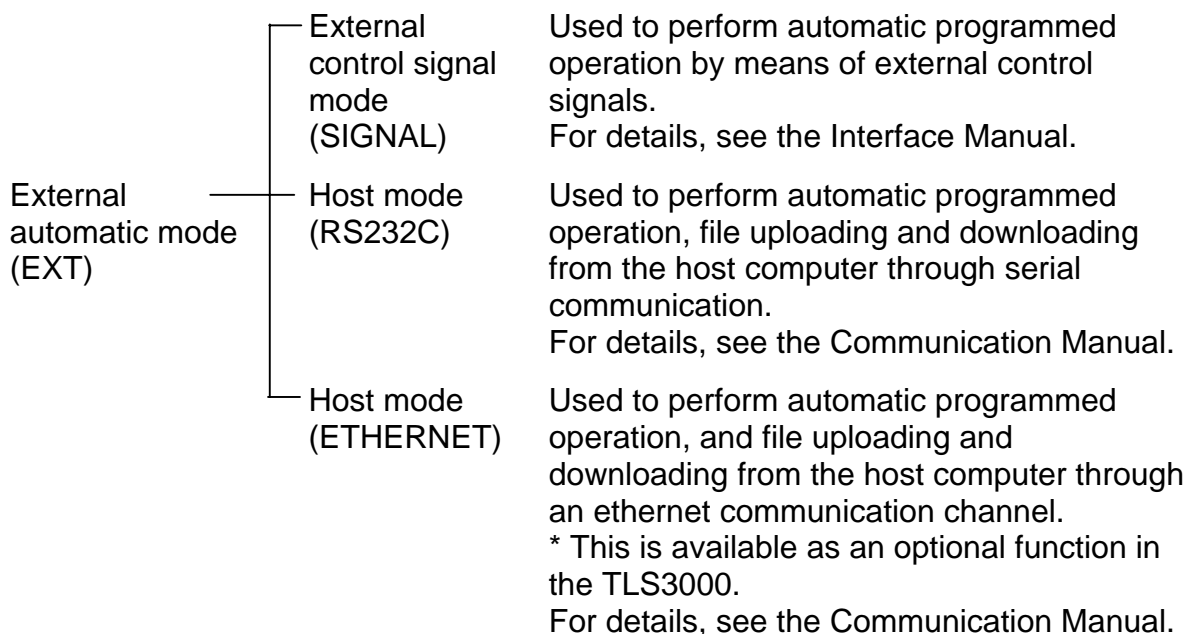 External
automatic mode
(EXT)
External
control signal
mode
(SIGNAL)
Used to perform automatic programmed
operation by means of external control
signals.
For details, see the Interface Manual.
Host mode
(RS232C)
Used to perform automatic programmed
operation, file uploading and downloading
from the host computer through serial
communication.
For details, see the Communication Manual.
Host mode
(ETHERNET)
Used to perform automatic programmed
operation, and file uploading and
downloading from the host computer through
an ethernet communication channel.
* This is available as an optional function in
the TLS3000.
For details, see the Communication Manual.